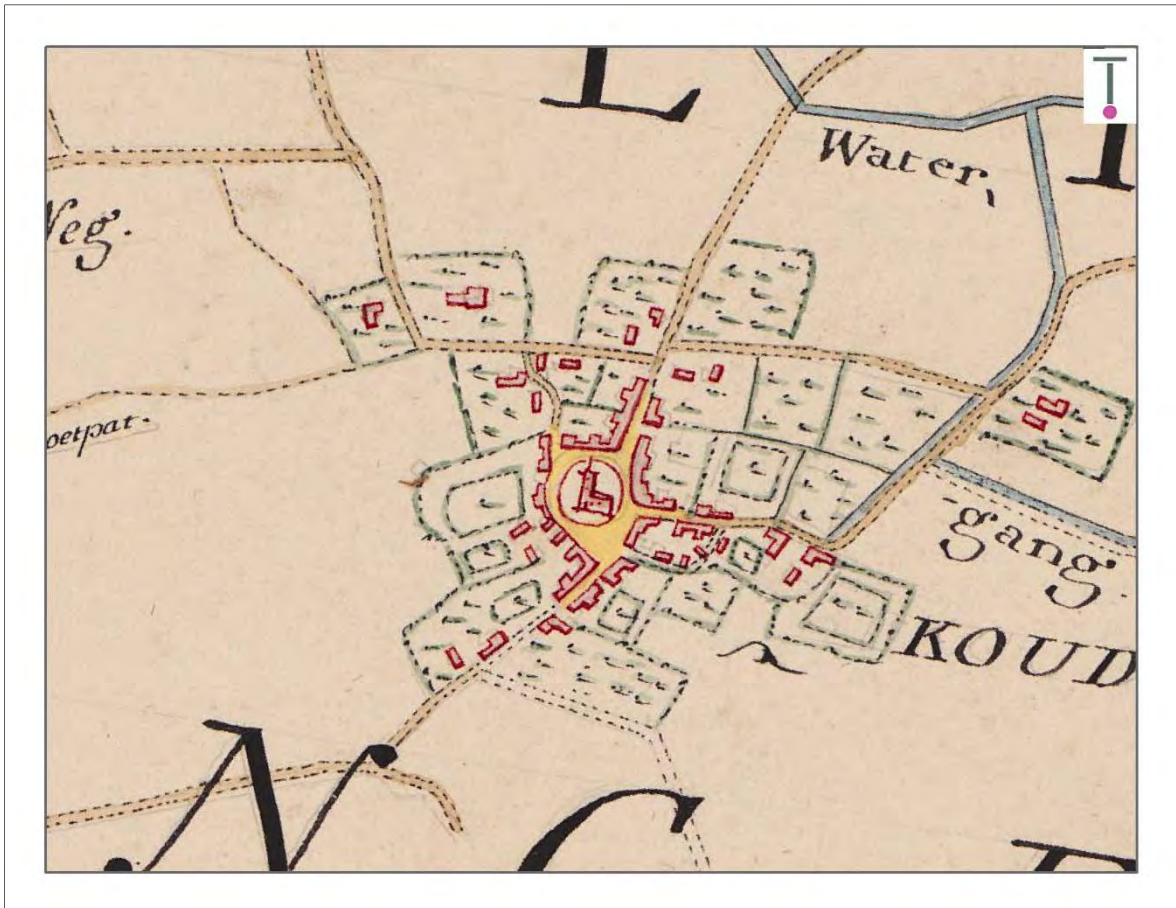 L
Water,
I
Weg.
oetpat.
gang.
KOUD
N
C